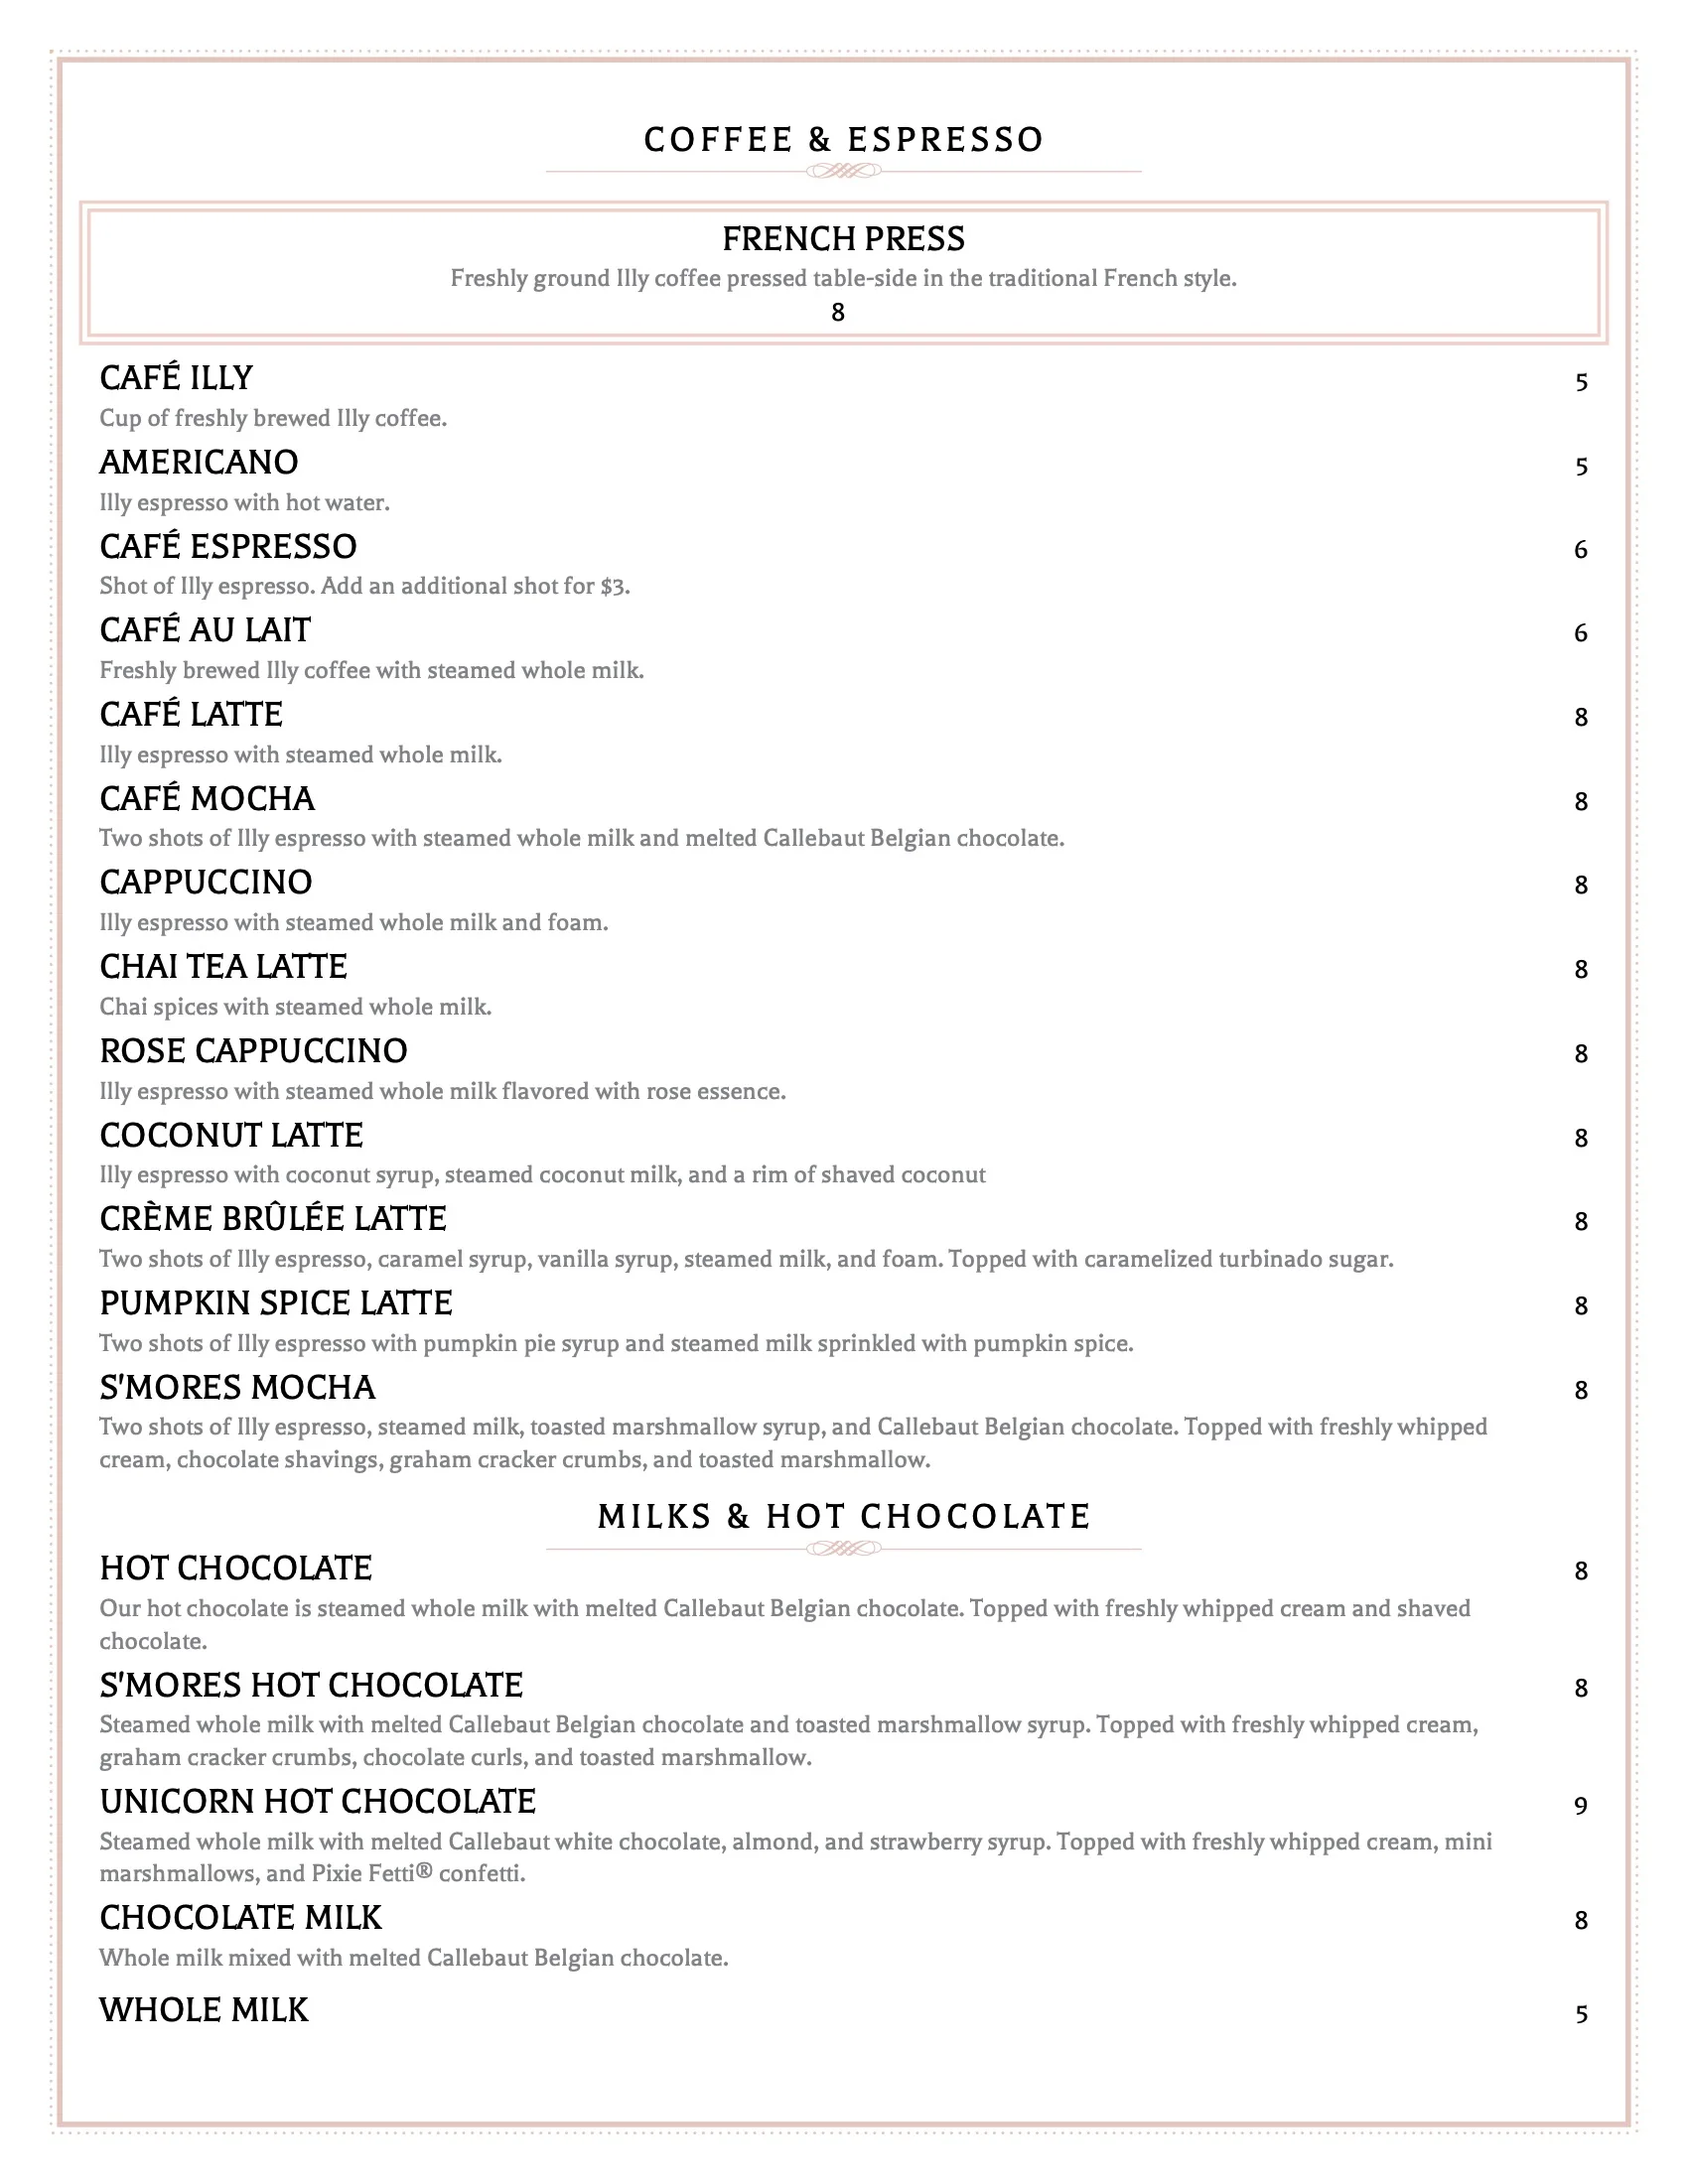 COFFEE & ESPRESSO
FRENCH PRESS
Freshly ground Illy coffee pressed table-side in the traditional French style.
8
CAFÉ ILLY 5
Cup of freshly brewed Illy coffee.
AMERICANO 5
Illy espresso with hot water.
CAFÉ ESPRESSO 6
Shot of Illy espresso. Add an additional shot for $3.
CAFÉ AU LAIT 6
Freshly brewed Illy coffee with steamed whole milk.
CAFÉ LATTE 8
Illy espresso with steamed whole milk.
CAFÉ MOCHA 8
Two shots of Illy espresso with steamed whole milk and melted Callebaut Belgian chocolate.
CAPPUCCINO 8
Illy espresso with steamed whole milk and foam.
CHAI TEA LATTE 8
Chai spices with steamed whole milk.
ROSE CAPPUCCINO 8
Illy espresso with steamed whole milk flavored with rose essence.
COCONUT LATTE 8
Illy espresso with coconut syrup, steamed coconut milk, and a rim of shaved coconut
CRÈME BRÛLÉE LATTE 8
Two shots of Illy espresso, caramel syrup, vanilla syrup, steamed milk, and foam. Topped with caramelized turbinado sugar.
PUMPKIN SPICE LATTE 8
Two shots of Illy espresso with pumpkin pie syrup and steamed milk sprinkled with pumpkin spice.
S'MORES MOCHA 8
Two shots of Illy espresso, steamed milk, toasted marshmallow syrup, and Callebaut Belgian chocolate. Topped with freshly whipped
cream, chocolate shavings, graham cracker crumbs, and toasted marshmallow.
MILKS & HOT CHOCOLATE
HOT CHOCOLATE 8
Our hot chocolate is steamed whole milk with melted Callebaut Belgian chocolate. Topped with freshly whipped cream and shaved
chocolate.
S'MORES HOT CHOCOLATE 8
Steamed whole milk with melted Callebaut Belgian chocolate and toasted marshmallow syrup. Topped with freshly whipped cream,
graham cracker crumbs, chocolate curls, and toasted marshmallow.
UNICORN HOT CHOCOLATE 9
Steamed whole milk with melted Callebaut white chocolate, almond, and strawberry syrup. Topped with freshly whipped cream, mini
marshmallows, and Pixie Fetti® confetti.
CHOCOLATE MILK 8
Whole milk mixed with melted Callebaut Belgian chocolate.
WHOLE MILK 5